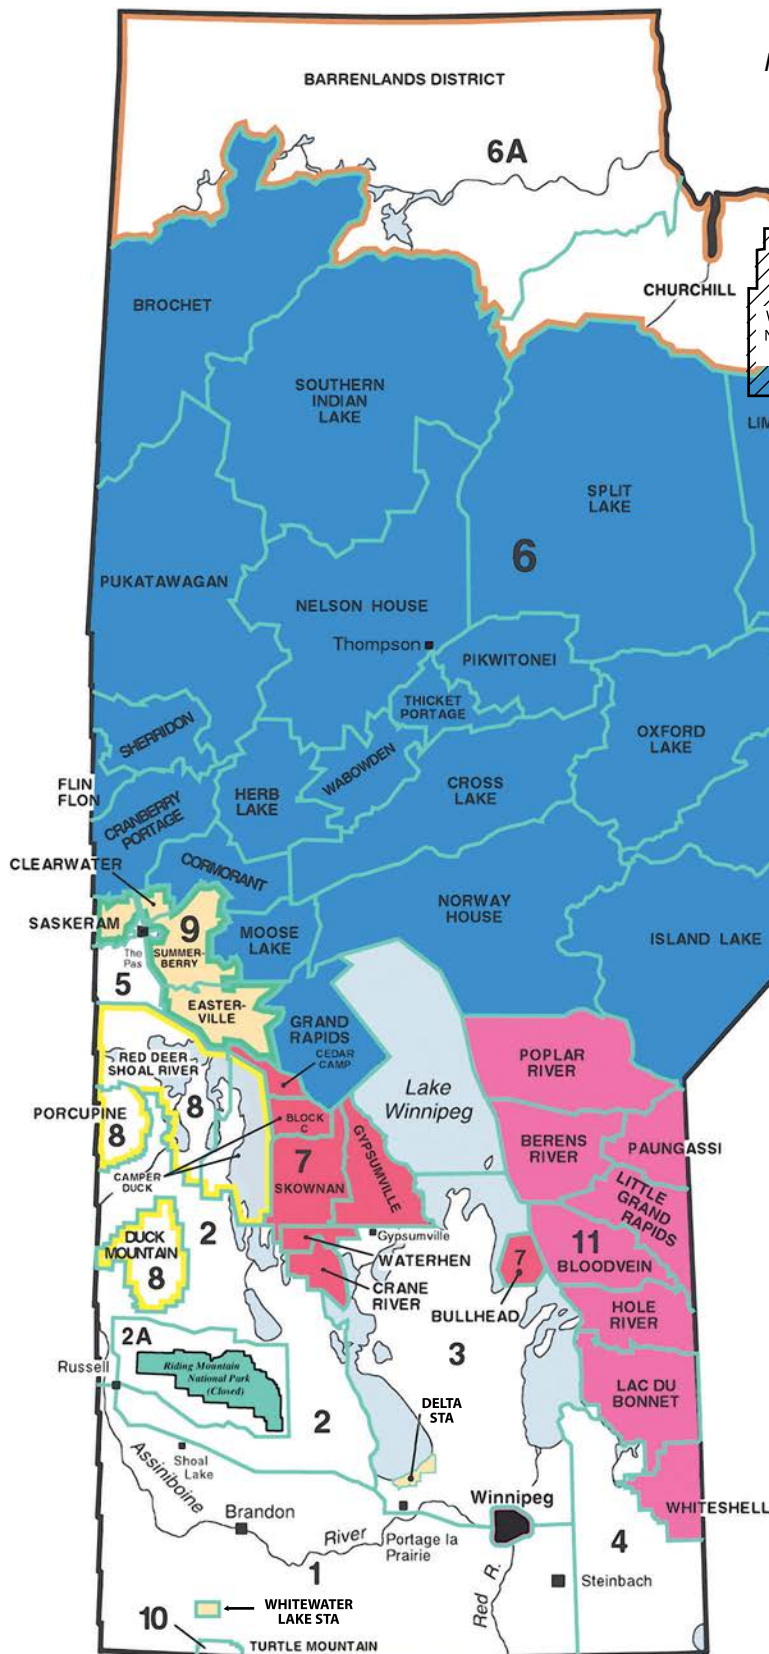 BARRENLANDS DISTRICT
6A
CHURCHILL
BROCHET
SOUTHERN
INDIAN
LAKE
LIM
SPLIT
LAKE
6
PUKATAWAGAN
NELSON HOUSE
Thompson
PIKWITONEI
THICKET
PORTAGE
SHERRIDON
OXFORD
LAKE
WABOWDEN
FLIN
FLON
HERB
LAKE
CROSS
LAKE
CRANBERRY
PORTAGE
CLEARWATER
CORMORANT
NORWAY
HOUSE
SASKERAM
9
MOOSE
LAKE
ISLAND LAKE
The
Pas
SUMMER-
BERRY
5
EASTER-
VILLE
GRAND
RAPIDS
CEDAR
CAMP
RED DEER
SHOAL RIVER
POPLAR
RIVER
Lake
Winnipeg
8
PORCUPINE
8
BLOCK
C
GYPSUMVILLE
BERENS
RIVER
PAUNGASSI
7
SKOWNAN
CAMPER
DUCK
LITTLE
GRAND
RAPIDS
2
DUCK
MOUNTAIN
8
Gypsumville
WATERHEN
7
11
BLOODVEIN
CRANE
RIVER
BULLHEAD
HOLE
RIVER
2A
3
Russell
Riding Mountain
National Park
(Closed)
LAC DU
BONNET
2
DELTA
STA
Assiniboine
Shoal
Lake
Winnipeg
WHITESHELL
Brandon
River
Portage la
Prairie
4
1
Red R.
Steinbach
WHITEWATER
LAKE STA
10
TURTLE MOUNTAIN